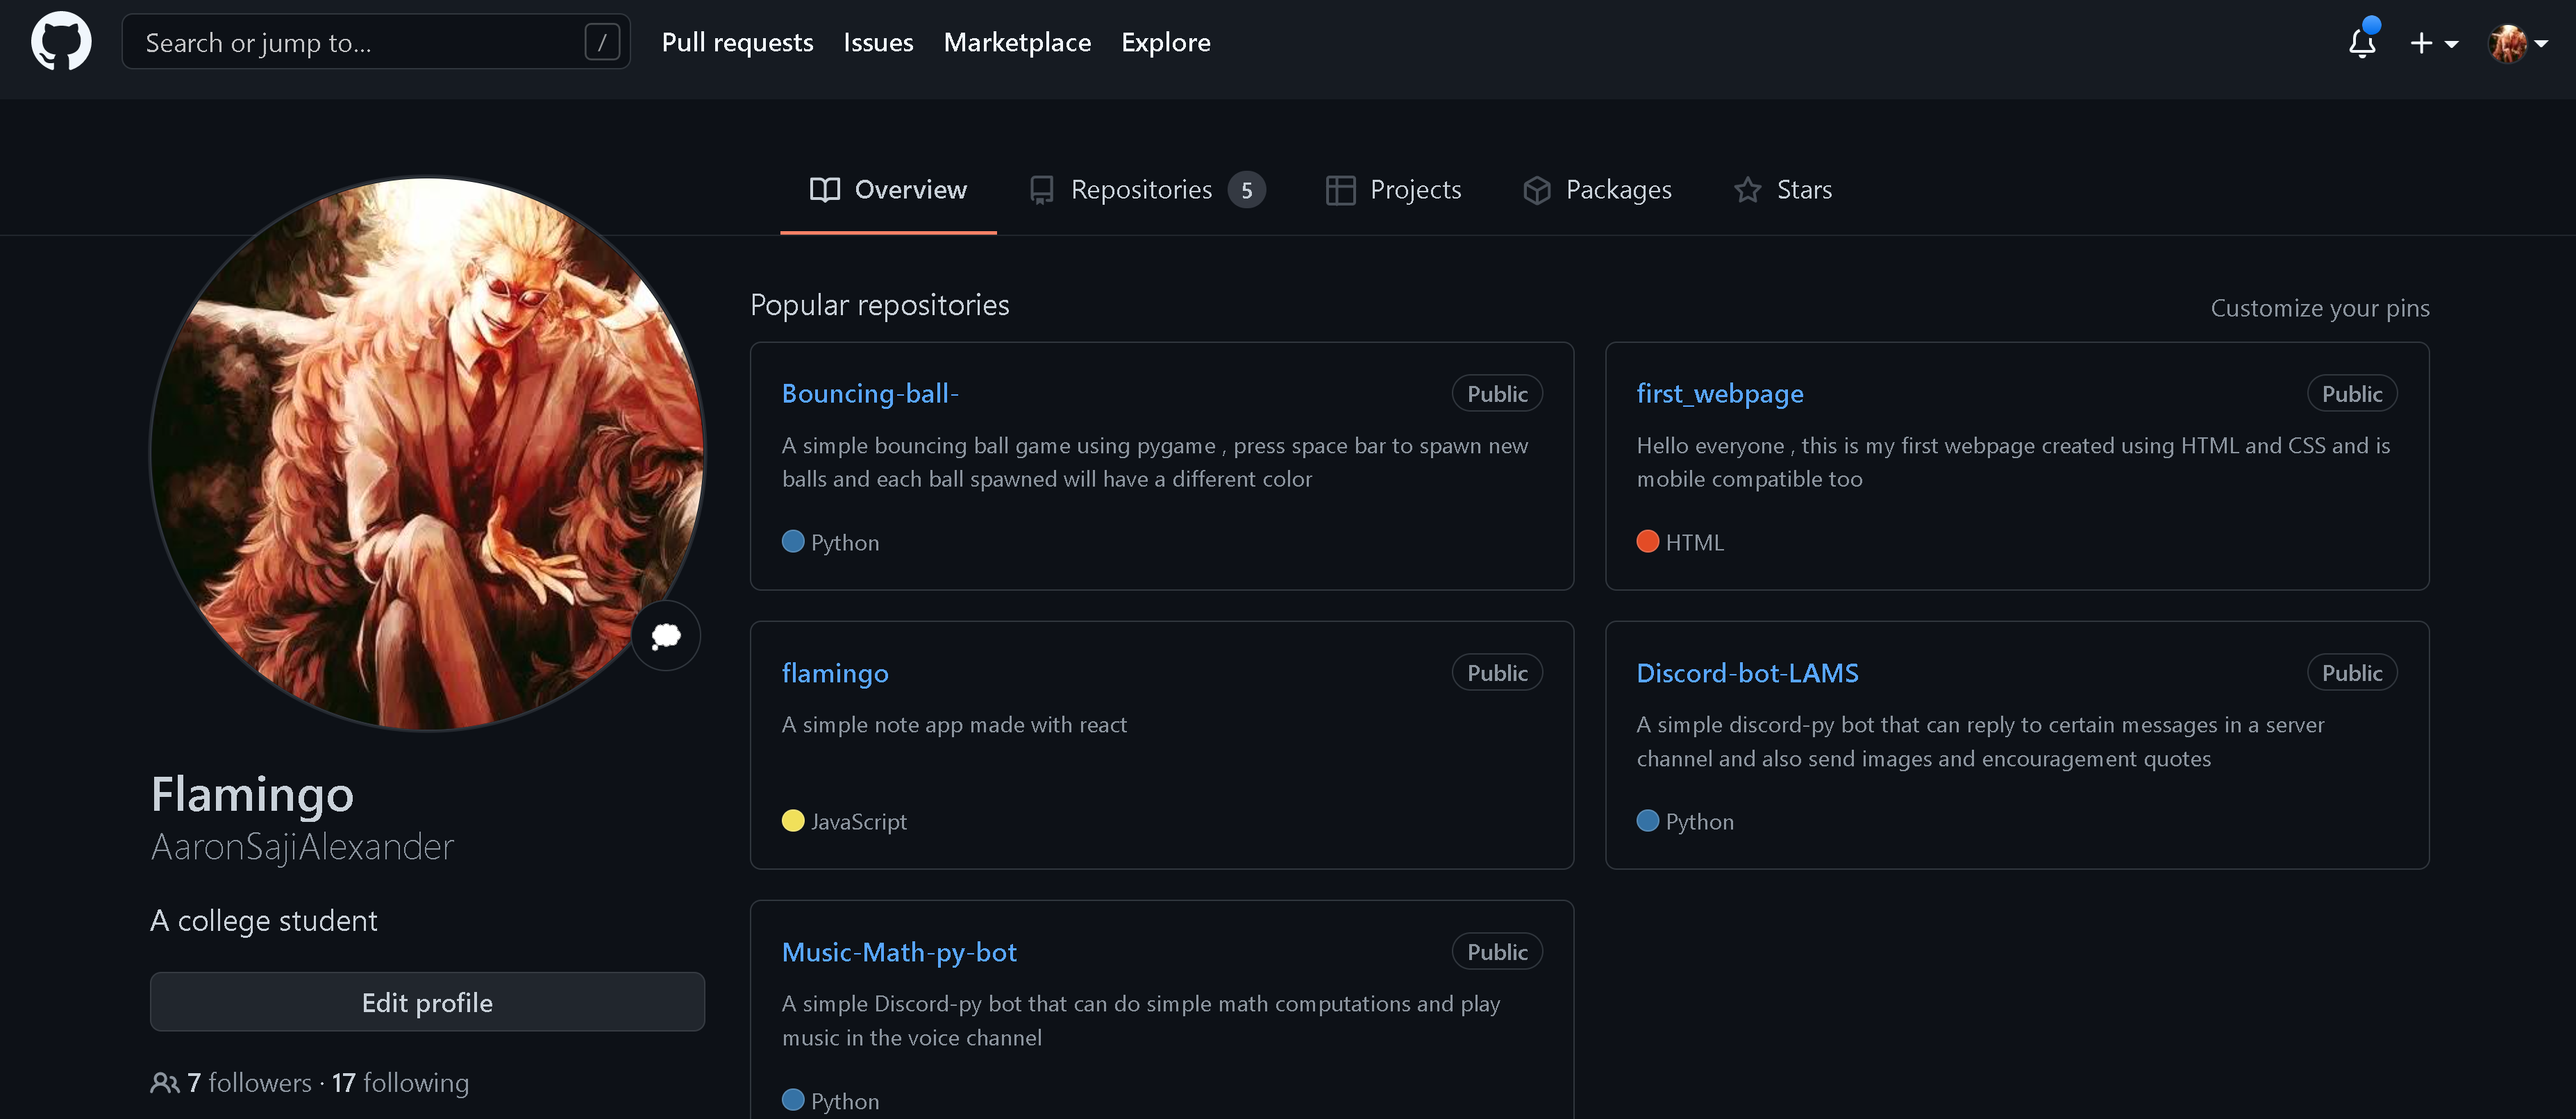 Search or jump to...
/
Pull requests
Issues
Marketplace
Explore
Overview
Repositories 5
Projects
Packages
Stars
Flamingo
AaronSajiAlexander
A college student
Edit profile
7 followers · 17 following
Popular repositories
Customize your pins
Bouncing-ball-
Public
A simple bouncing ball game using pygame , press space bar to spawn new
balls and each ball spawned will have a different color
Python
first_webpage
Public
Hello everyone , this is my first webpage created using HTML and CSS and is
mobile compatible too
HTML
flamingo
Public
A simple note app made with react
JavaScript
Discord-bot-LAMS
Public
A simple discord-py bot that can reply to certain messages in a server
channel and also send images and encouragement quotes
Python
Music-Math-py-bot
Public
A simple Discord-py bot that can do simple math computations and play
music in the voice channel
Python